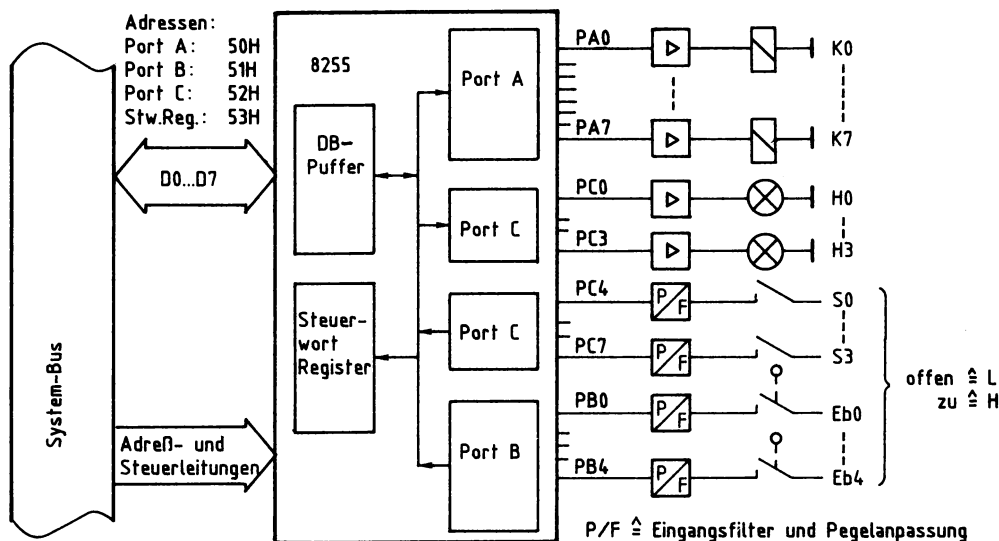 Adressen:
Port A: 50H
Port B: 51H
Port C: 52H
Stw.Reg.: 53H
D0...D7
System-Bus
Adreß- und
Steuerleitungen
8255
DB-
Puffer
Steuer-
wort
Register
Port A
Port C
Port C
Port B
PA0
K0
PA7
K7
PC0
H0
PC3
H3
PC4
P/F
S0
PC7
P/F
S3
PB0
P/F
Eb0
PB4
P/F
Eb4
offen ≙ L
zu ≙ H
P/F ≙ Eingangsfilter und Pegelanpassung